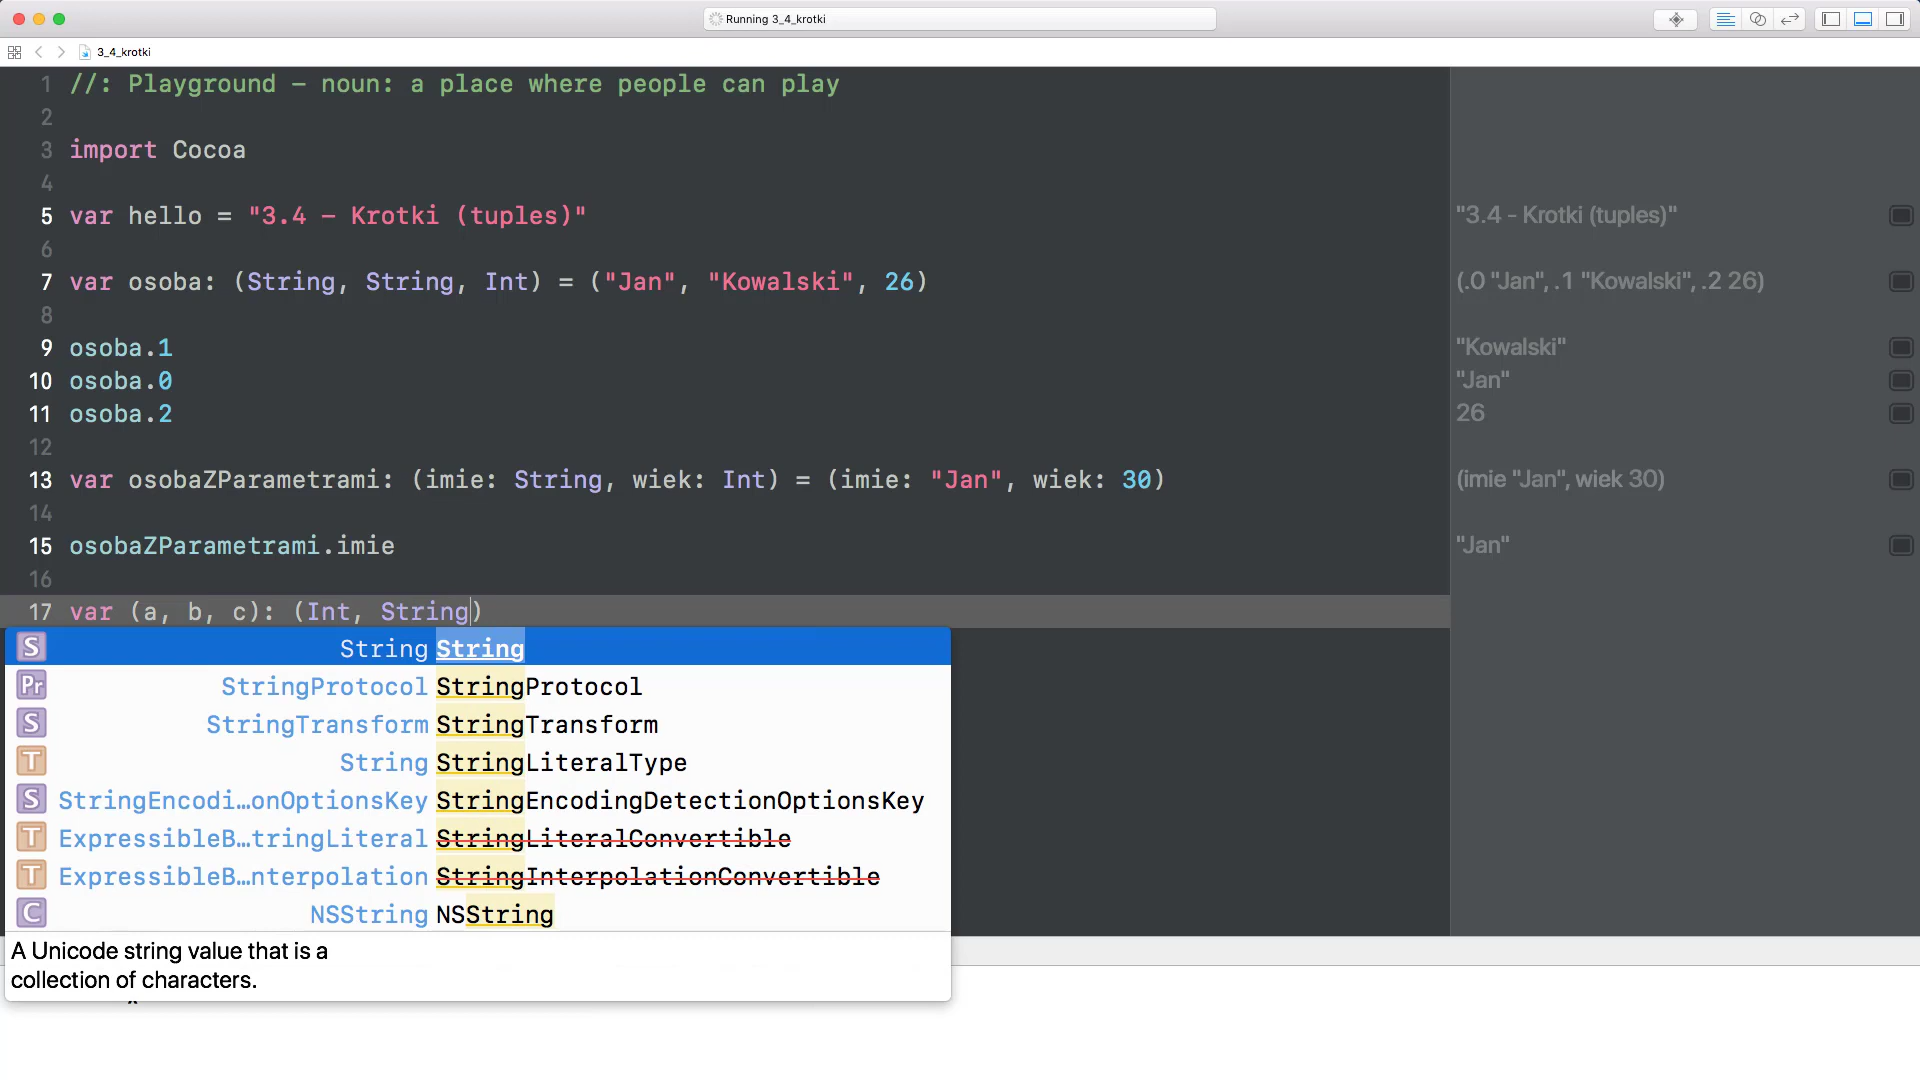 Running 3_4_krotki
3_4_krotki
1 //: Playground – noun: a place where people can play
2
3 import Cocoa
4
5 var hello = "3.4 – Krotki (tuples)"
"3.4 - Krotki (tuples)"
6
7 var osoba: (String, String, Int) = ("Jan", "Kowalski", 26)
(.0 "Jan", .1 "Kowalski", .2 26)
8
9 osoba.1
"Kowalski"
10 osoba.0
"Jan"
11 osoba.2
26
12
13 var osobaZParametrami: (imie: String, wiek: Int) = (imie: "Jan", wiek: 30)
(imie "Jan", wiek 30)
14
15 osobaZParametrami.imie
"Jan"
16
17 var (a, b, c): (Int, String)
S String String
Pr StringProtocol StringProtocol
S StringTransform StringTransform
T String StringLiteralType
S StringEncodi…onOptionsKey StringEncodingDetectionOptionsKey
T ExpressibleB…tringLiteral StringLiteralConvertible
T ExpressibleB…nterpolation StringInterpolationConvertible
C NSString NSString
A Unicode string value that is a
collection of characters.